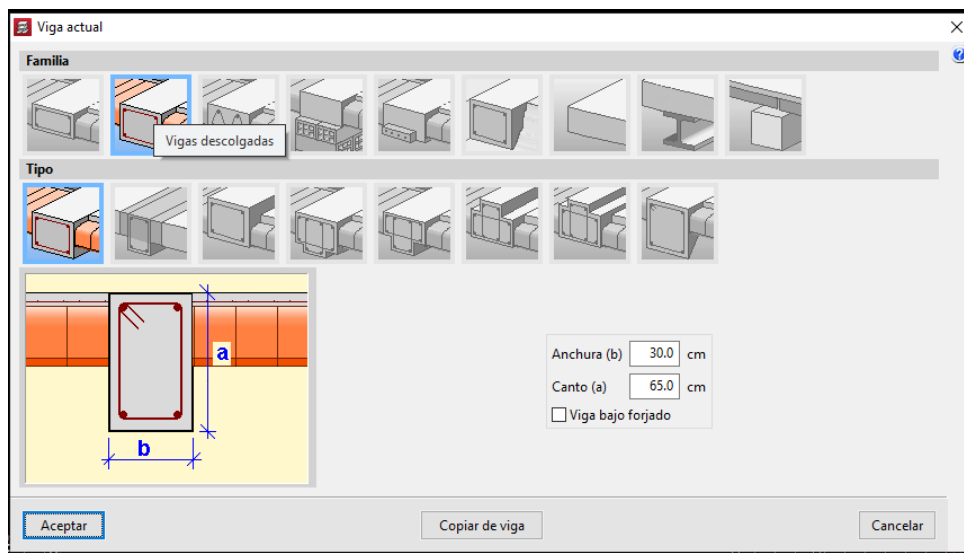 Viga actual
Familia
Vigas descolgadas
Tipo
a
b
Anchura (b) 30.0 cm
Canto (a) 65.0 cm
Viga bajo forjado
Aceptar
Copiar de viga
Cancelar